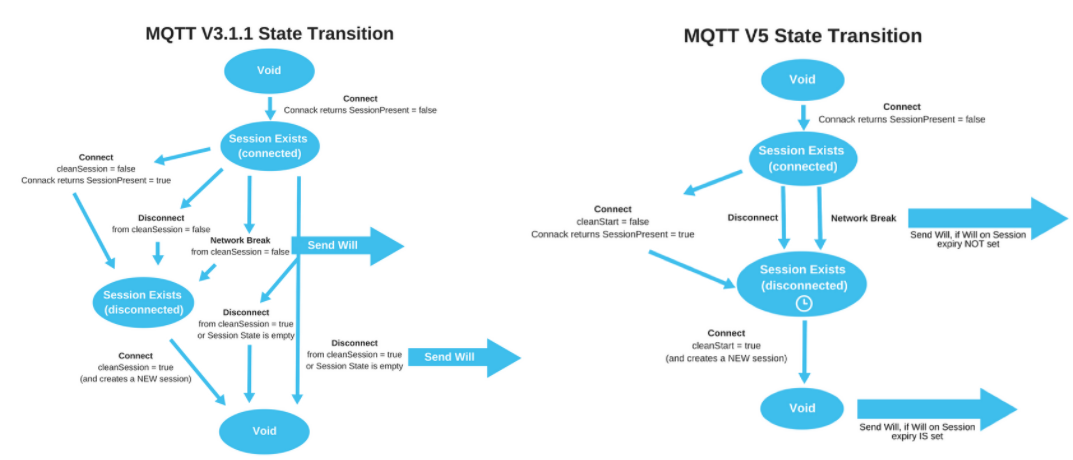 MQTT V3.1.1 State Transition
Void
Connect
Connack returns SessionPresent = false
Session Exists
(connected)
Connect
cleanSession = false
Connack returns SessionPresent = true
Disconnect
from cleanSession = false
Network Break
from cleanSession = false
Send Will
Session Exists
(disconnected)
Disconnect
from cleanSession = true
or Session State is empty
Disconnect
from cleanSession = true
or Session State is empty
Send Will
Connect
cleanSession = true
(and creates a NEW session)
Void
MQTT V5 State Transition
Void
Connect
Connack returns SessionPresent = false
Session Exists
(connected)
Connect
cleanStart = false
Connack returns SessionPresent = true
Disconnect
Network Break
Send Will, if Will on Session
expiry NOT set
Session Exists
(disconnected)
Connect
cleanStart = true
(and creates a NEW session)
Void
Send Will, if Will on Session
expiry IS set